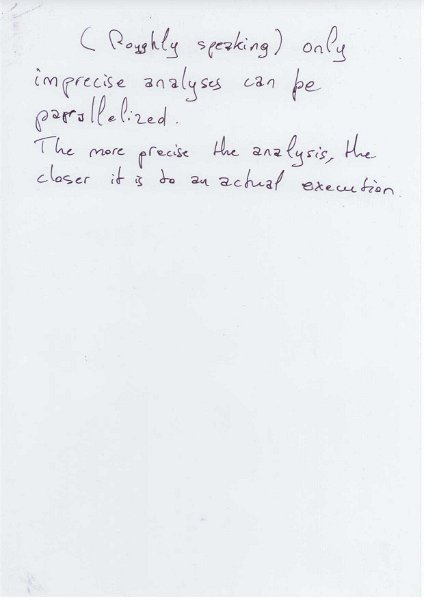 (Roughly speaking) only
imprecise analyses can be
parallelized.
The more precise the analysis, the
closer it is to an actual execution.